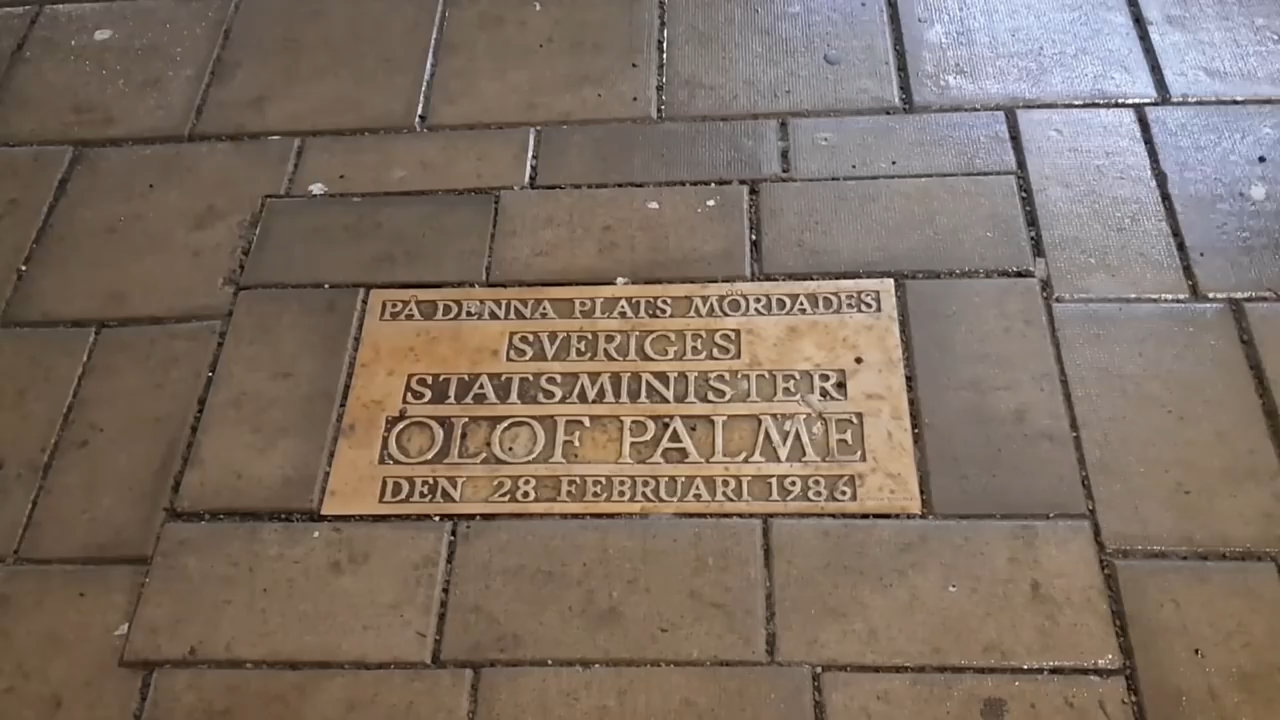 PÅ DENNA PLATS MÖRDADES
SVERIGES
STATSMINISTER
OLOF PALME
DEN 28 FEBRUARI 1986